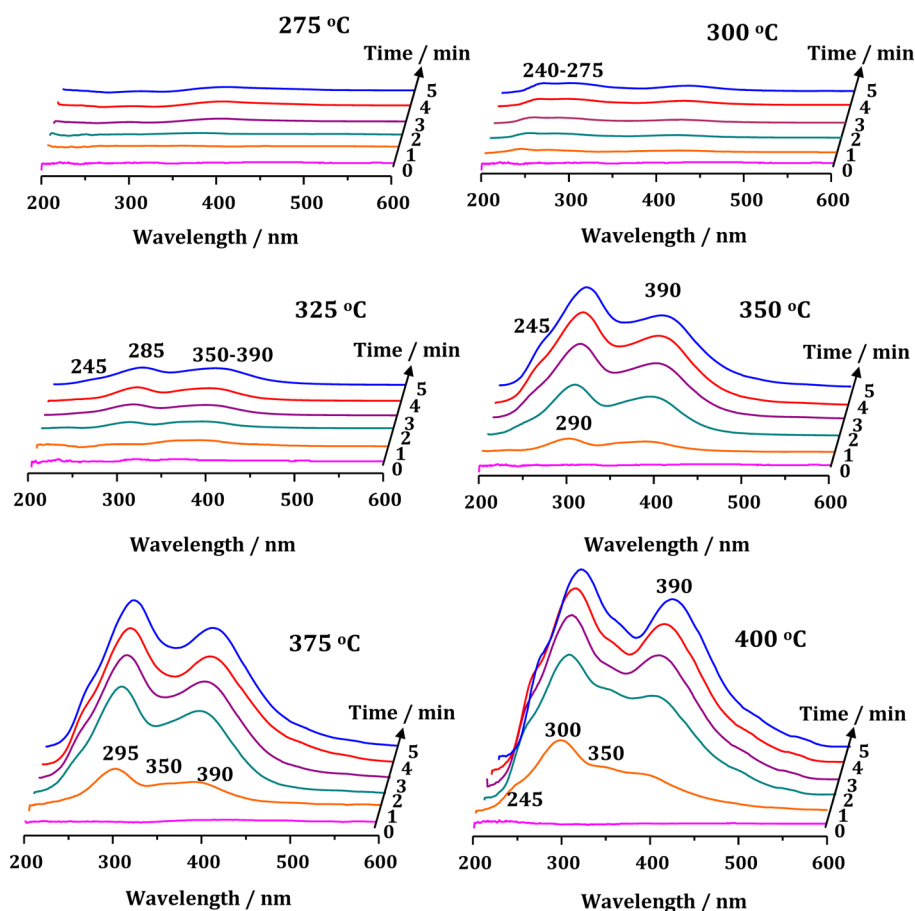 275 °C
Time / min
5
4
3
2
1
0
200 300 400 500 600
Wavelength / nm
300 °C
Time / min
240-275
5
4
3
2
1
0
200 300 400 500 600
Wavelength / nm
325 °C
Time / min
245 285 350-390
5
4
3
2
1
0
200 300 400 500 600
Wavelength / nm
350 °C
390
245
Time / min
290
5
4
3
2
1
0
200 300 400 500 600
Wavelength / nm
375 °C
Time / min
295 350 390
5
4
3
2
1
0
200 300 400 500 600
Wavelength / nm
390
400 °C
Time / min
300
350
245
5
4
3
2
1
0
200 300 400 500 600
Wavelength / nm